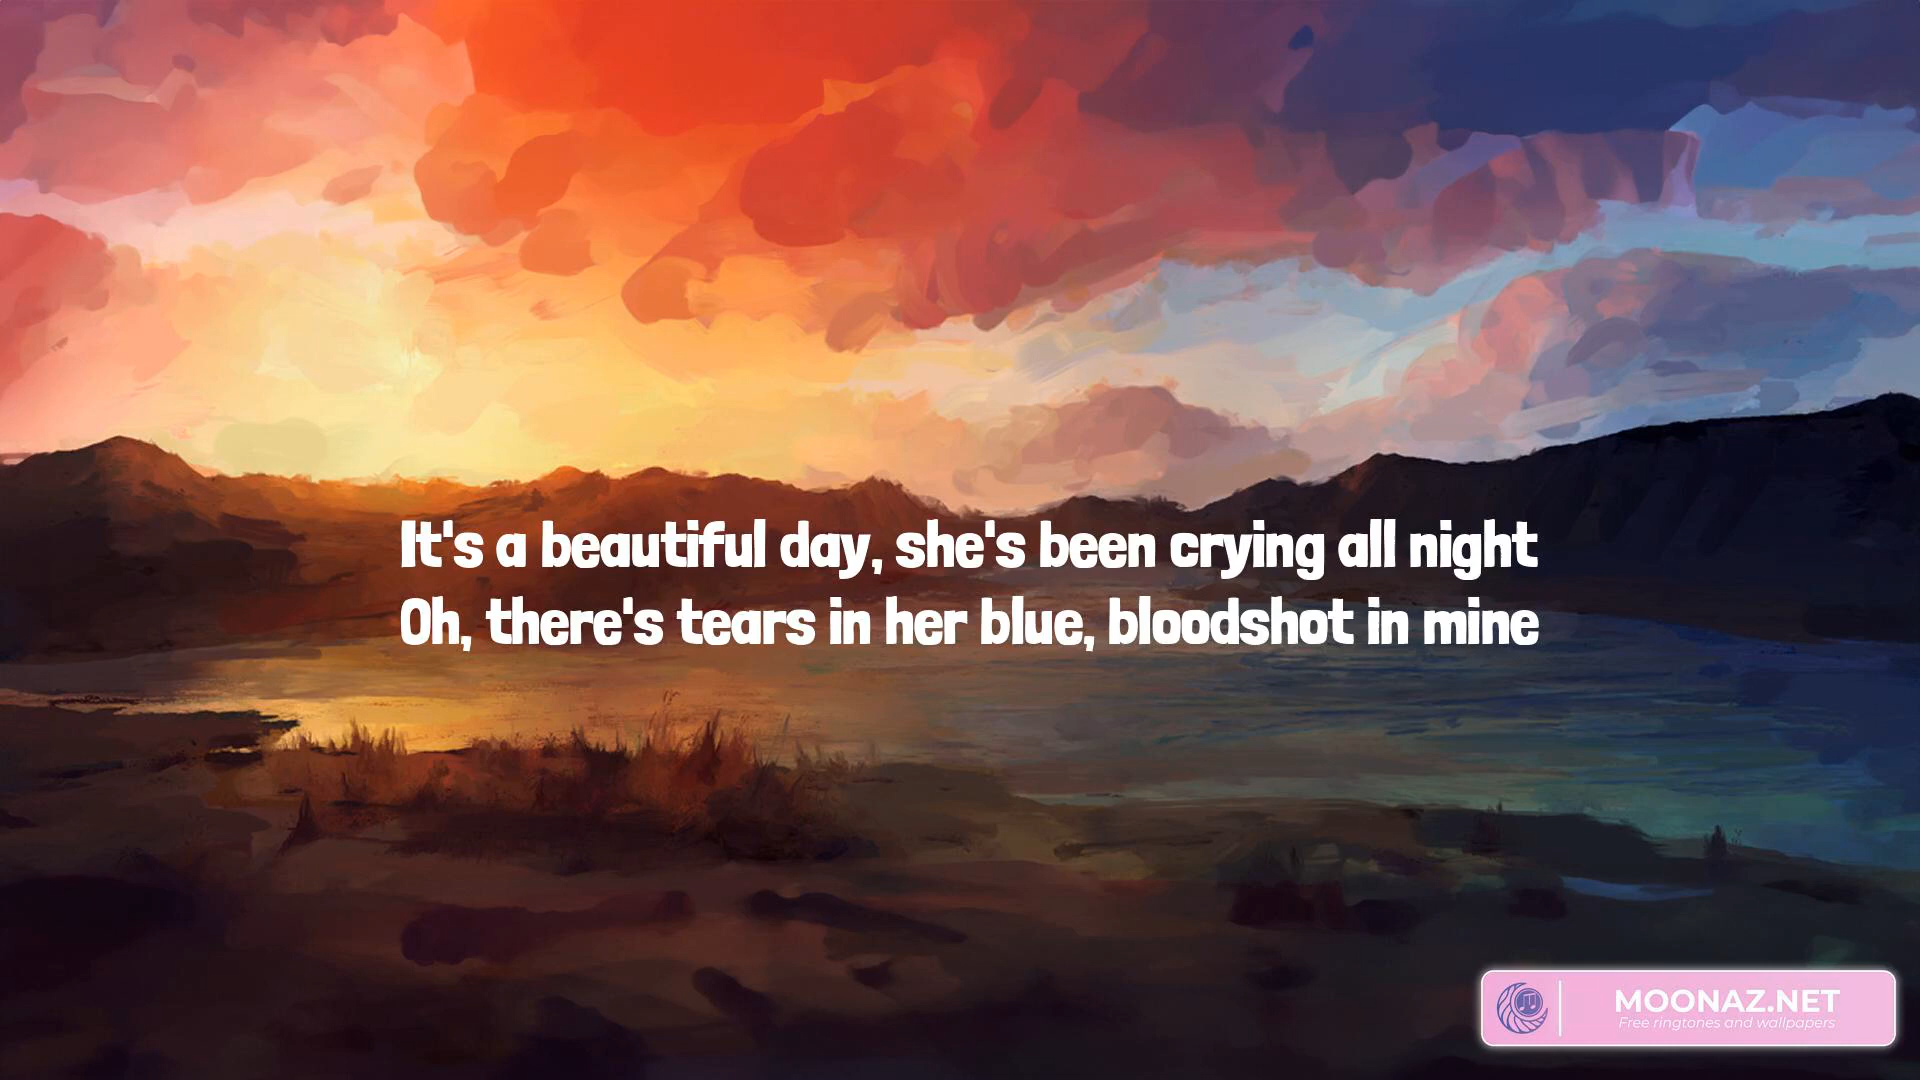 It's a beautiful day, she's been crying all night
Oh, there's tears in her blue, bloodshot in mine
MOONAZ.NET
Free ringtones and wallpapers